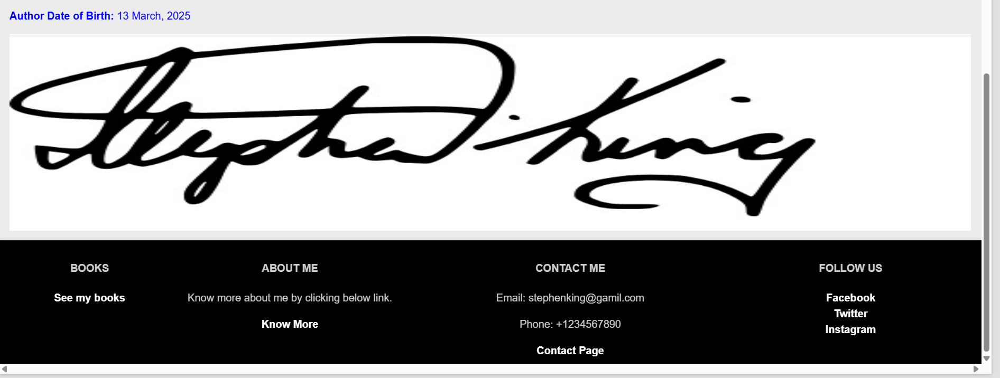 Author Date of Birth: 13 March, 2025
Stephen King
BOOKS
See my books
ABOUT ME
Know more about me by clicking below link.
Know More
CONTACT ME
Email: stephenking@gamil.com
Phone: +1234567890
Contact Page
FOLLOW US
Facebook
Twitter
Instagram